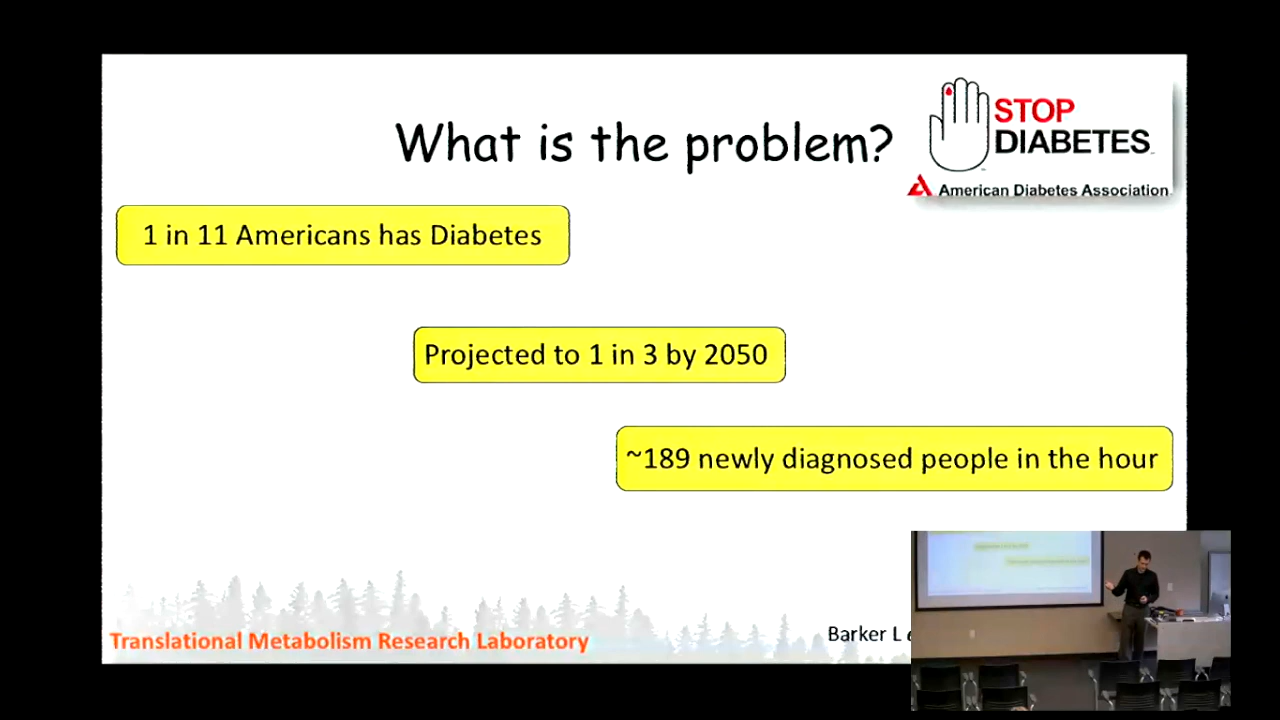 What is the problem?
STOP
DIABETES
American Diabetes Association
1 in 11 Americans has Diabetes
Projected to 1 in 3 by 2050
~189 newly diagnosed people in the hour
Translational Metabolism Research Laboratory
Barker L